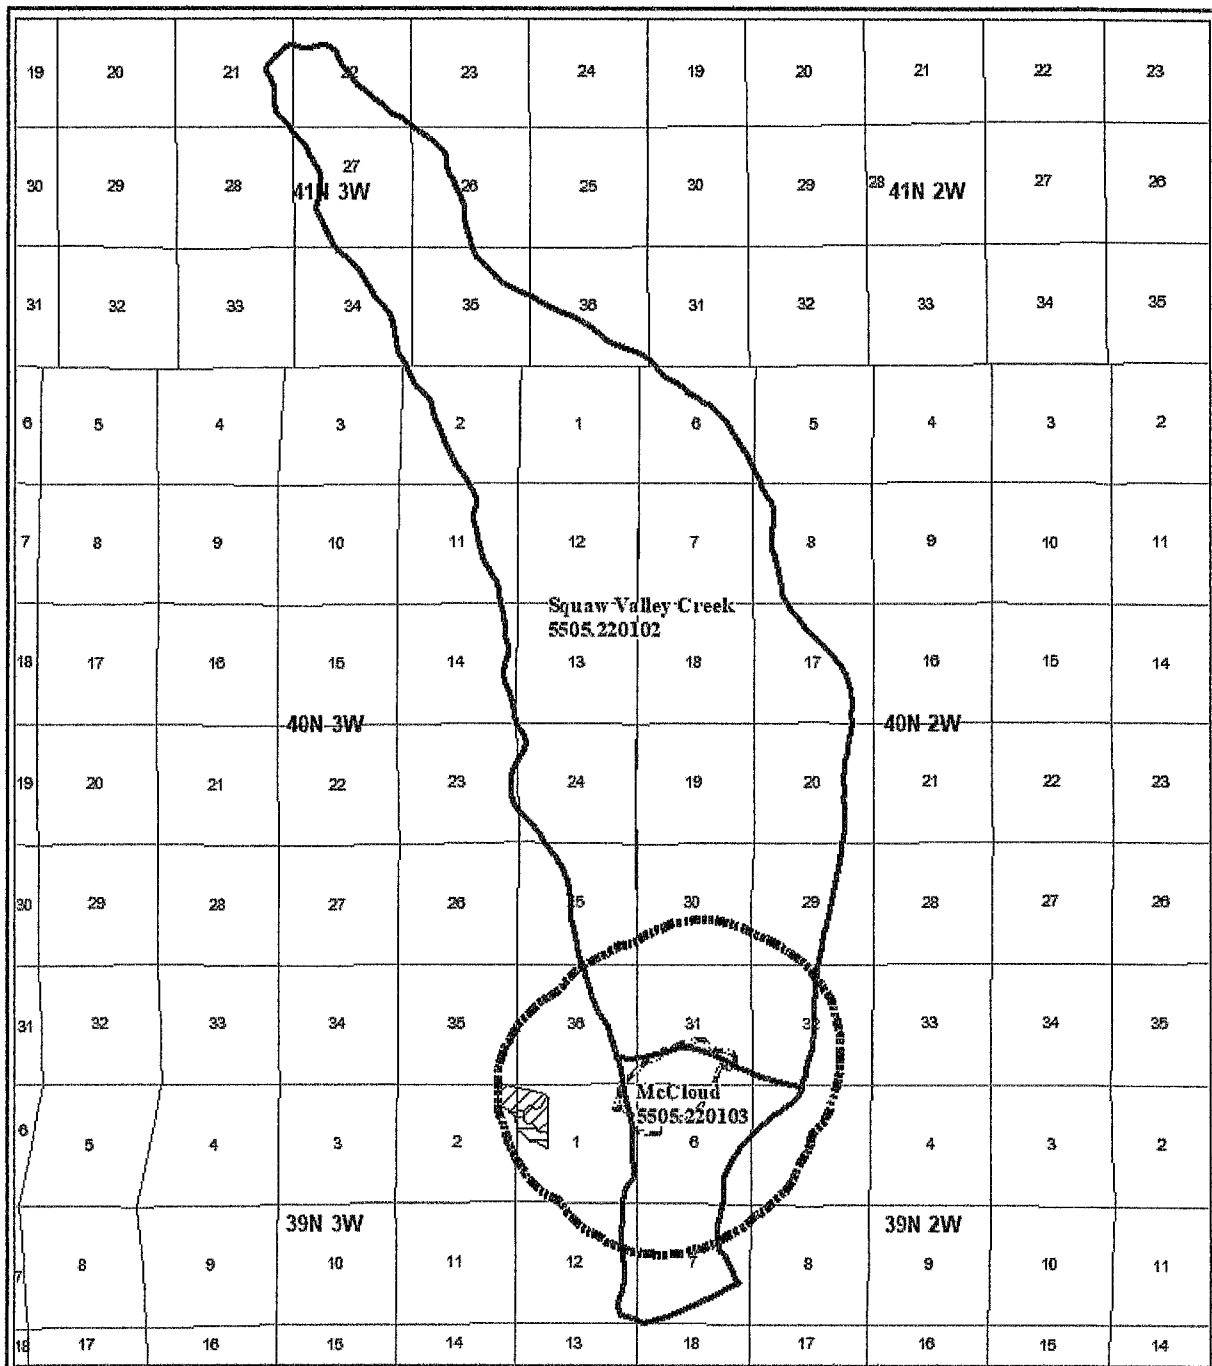 19 20 21 22 23 24 19 20 21 22 23
27
30 29 28 26 25 30 29 28 27 26
41N 3W 41N 2W
31 32 33 34 35 36 31 32 33 34 35
6 5 4 3 2 1 6 5 4 3 2
7 8 9 10 11 12 7 8 9 10 11
Squaw Valley Creek
5505.220102
18 17 16 15 14 13 18 17 16 15 14
40N 3W 40N 2W
19 20 21 22 23 24 19 20 21 22 23
30 29 28 27 26 25 30 29 28 27 26
31 32 33 34 35 36 31 32 33 34 35
McCloud
5505.220103
6 5 4 3 2 1 6 4 3 2
39N 3W 39N 2W
7 8 9 10 11 12 7 8 9 10 11
18 17 16 15 14 13 18 17 16 15 14